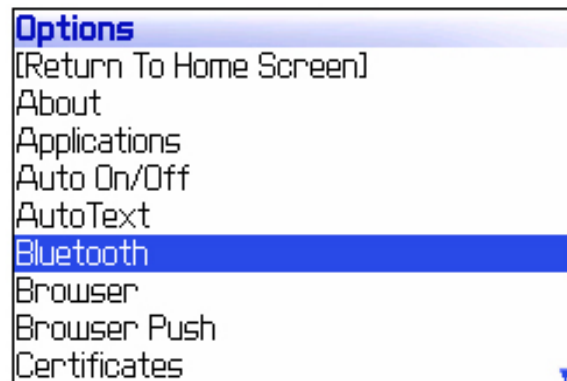 Options
[Return To Home Screen]
About
Applications
Auto On/Off
AutoText
Bluetooth
Browser
Browser Push
Certificates